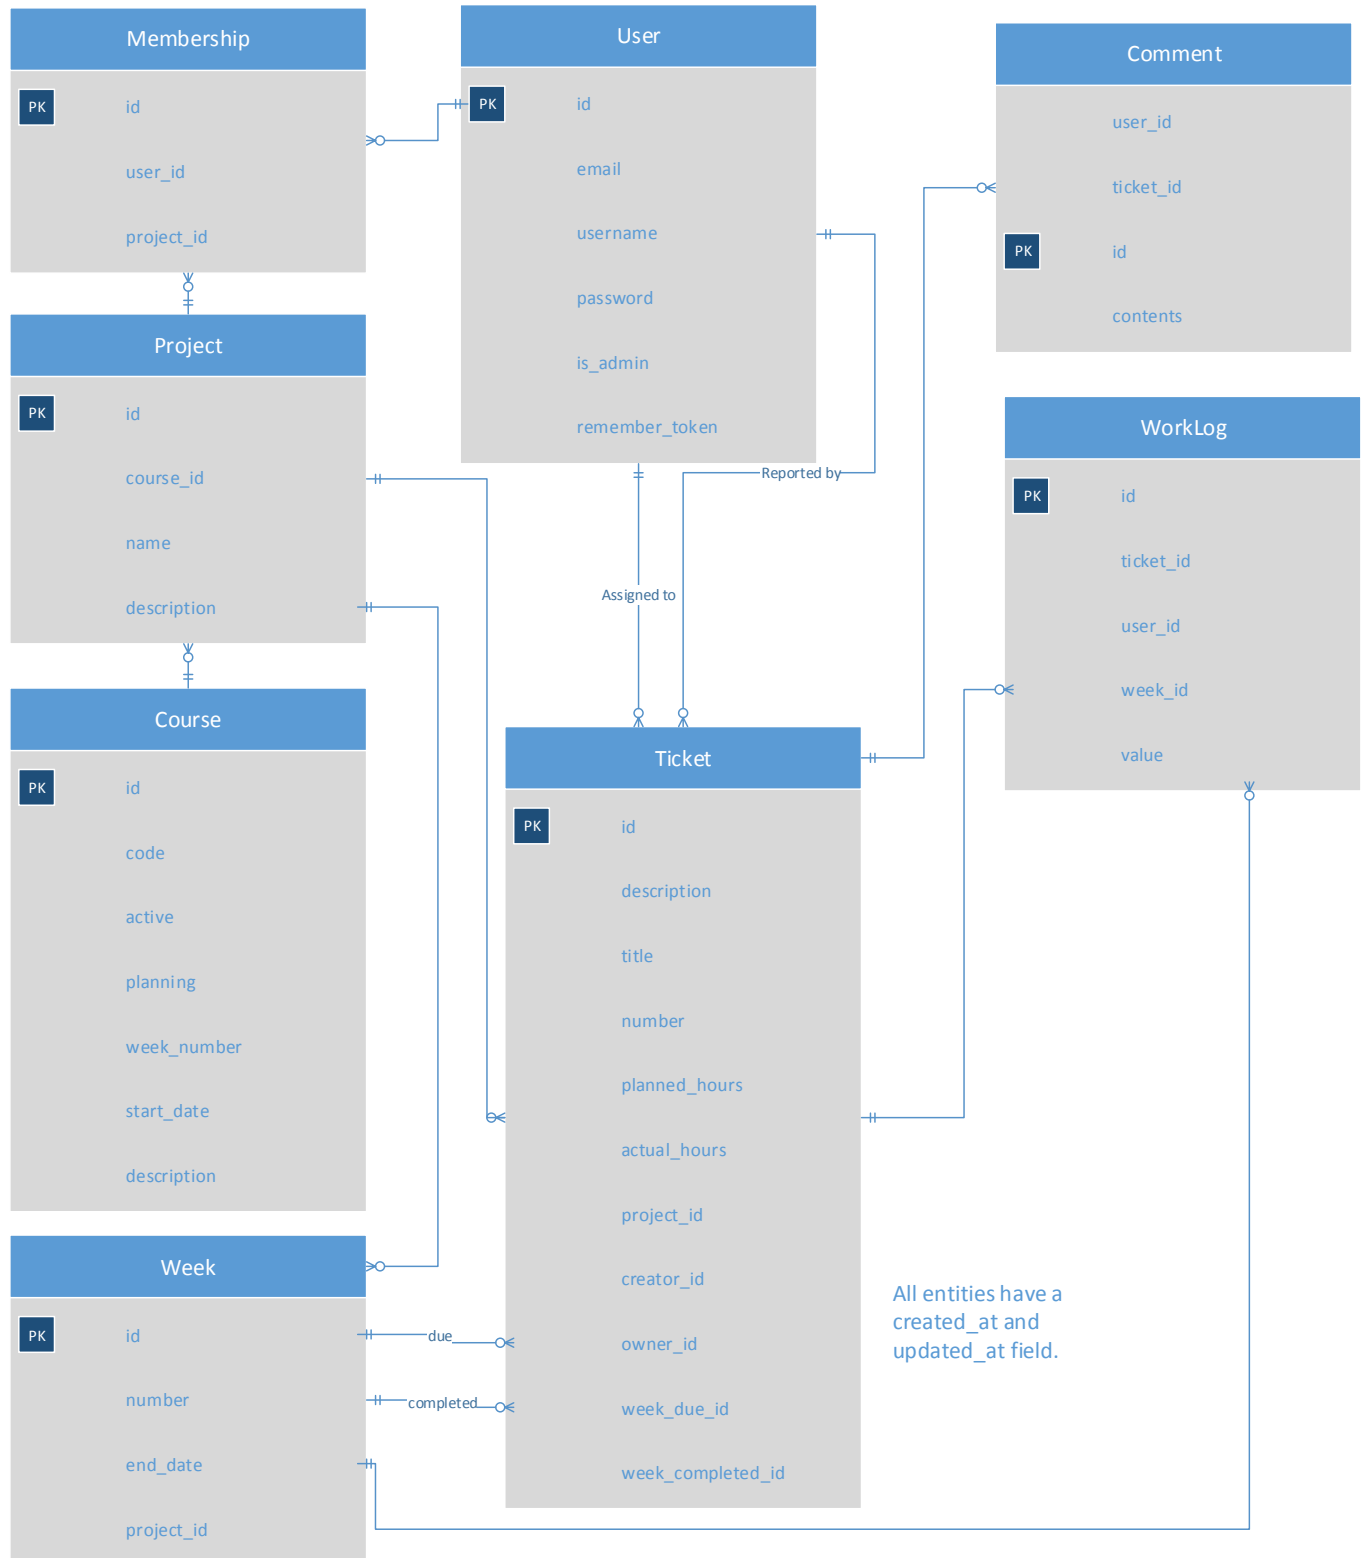 Membership
PK
id
user_id
project_id
User
PK
id
email
username
password
is_admin
remember_token
Comment
user_id
ticket_id
PK
id
contents
Project
PK
id
course_id
name
description
WorkLog
PK
id
ticket_id
user_id
week_id
value
Reported by
Assigned to
Course
PK
id
code
active
planning
week_number
start_date
description
Ticket
PK
id
description
title
number
planned_hours
actual_hours
project_id
creator_id
owner_id
week_due_id
week_completed_id
Week
PK
id
number
end_date
project_id
due
completed
All entities have a
created_at and
updated_at field.